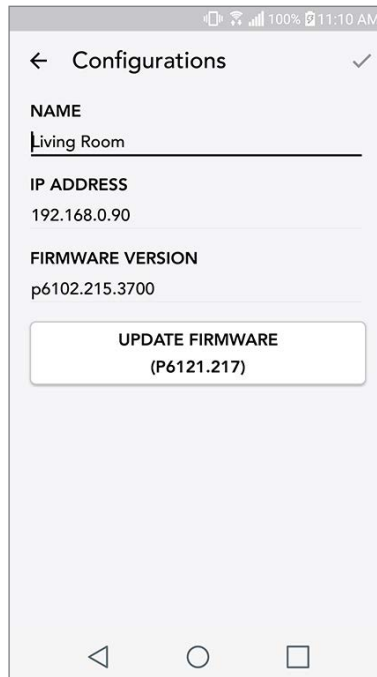 100% 11:10 AM
Configurations
NAME
Living Room
IP ADDRESS
192.168.0.90
FIRMWARE VERSION
p6102.215.3700
UPDATE FIRMWARE
(P6121.217)